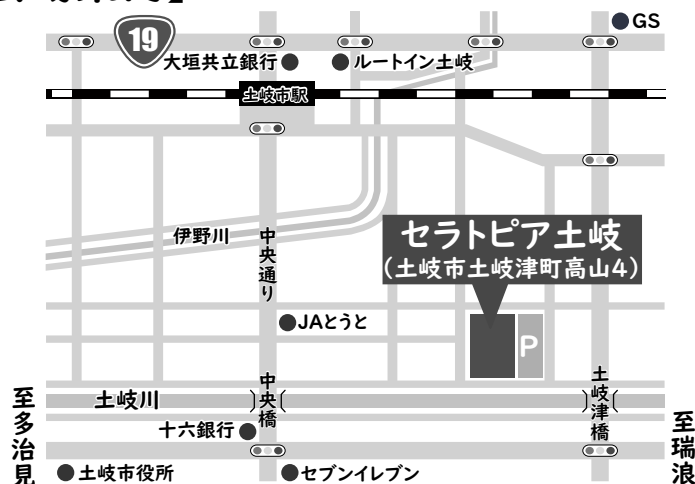 GS
19
大垣共立銀行
ルートイン土岐
土岐市駅
伊野川
中央通り
セラトピア土岐
(土岐市土岐津町高山4)
JAとうと
P
至多治見
土岐川
中央橋
土岐津橋
至瑞浪
十六銀行
土岐市役所
セブンイレブン